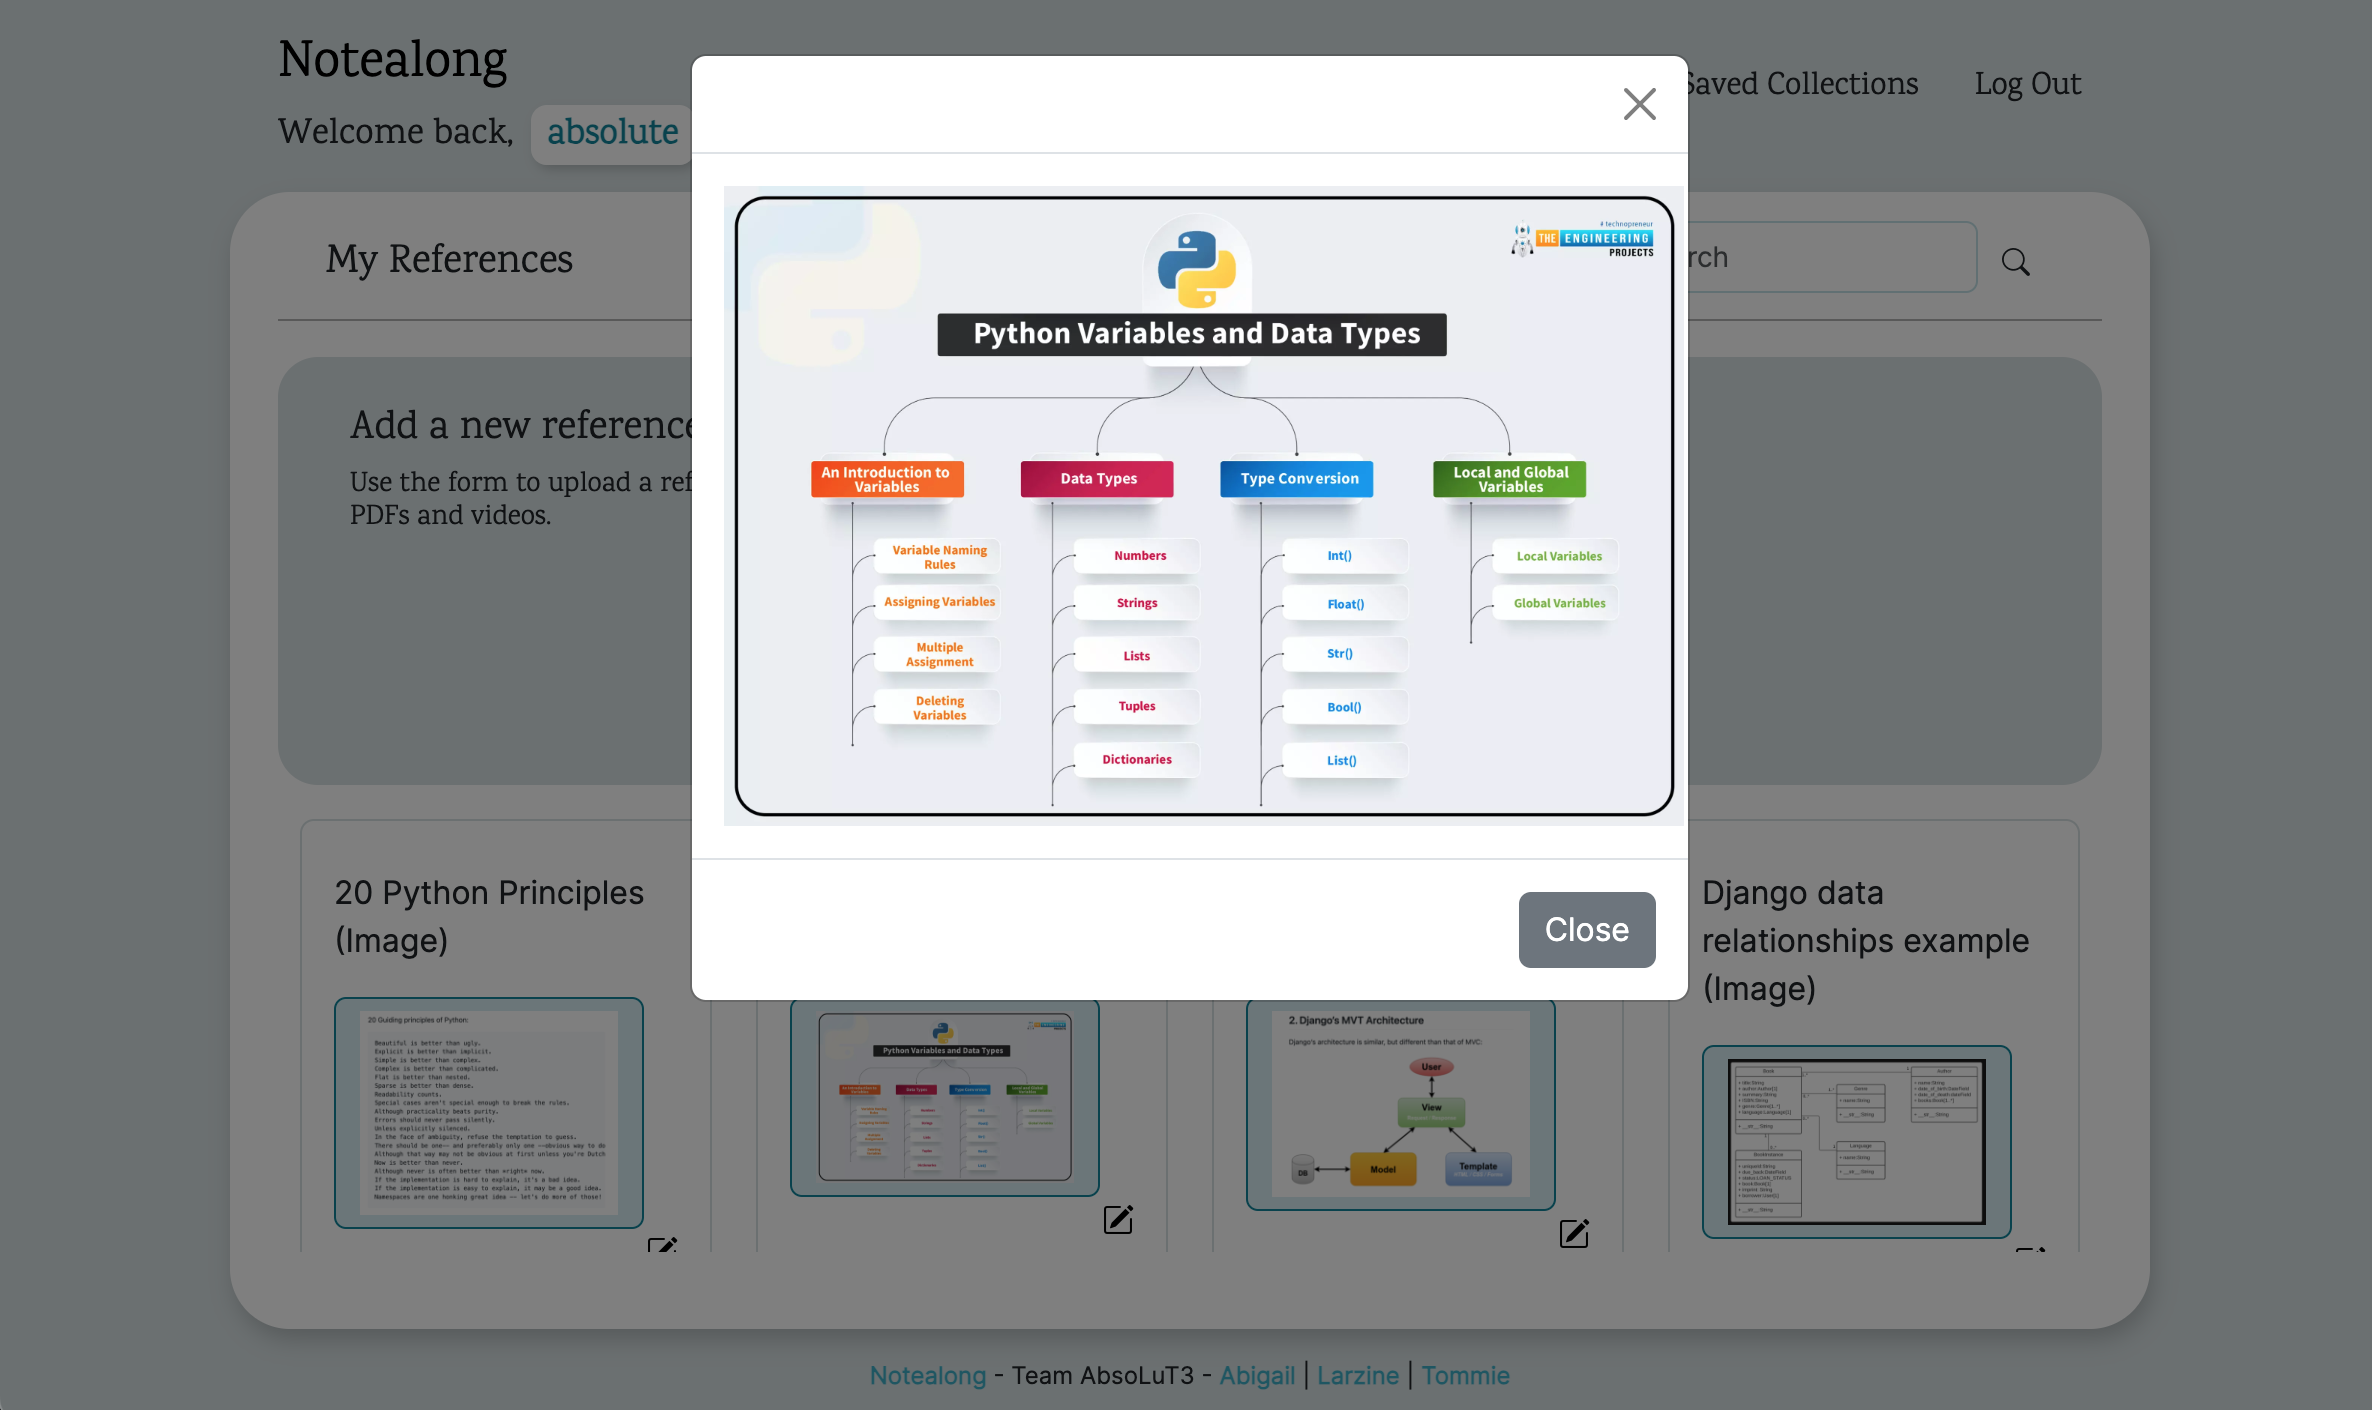 Notealong
Welcome back, absolute
Saved Collections
Log Out
My References
rch
Add a new reference
Use the form to upload a ref
PDFs and videos.
# technopreneur
THE ENGINEERING
PROJECTS
Python Variables and Data Types
An Introduction to
Variables
Variable Naming
Rules
Assigning Variables
Multiple
Assignment
Deleting
Variables
Data Types
Numbers
Strings
Lists
Tuples
Dictionaries
Type Conversion
Int()
Float()
Str()
Bool()
List()
Local and Global
Variables
Local Variables
Global Variables
Close
20 Python Principles
(Image)
20 Guiding principles of Python:
Beautiful is better than ugly.
Explicit is better than implicit.
Simple is better than complex.
Complex is better than complicated.
Flat is better than nested.
Sparse is better than dense.
Readability counts.
Special cases aren't special enough to break the rules.
Although practicality beats purity.
Errors should never pass silently.
Unless explicitly silenced.
In the face of ambiguity, refuse the temptation to guess.
There should be one-- and preferably only one --obvious way to do
Although that way may not be obvious at first unless you're Dutch
Now is better than never.
Although never is often better than *right* now.
If the implementation is hard to explain, it's a bad idea.
If the implementation is easy to explain, it may be a good idea.
Namespaces are one honking great idea -- let's do more of those!
Python Variables and Data Types
2. Django's MVT Architecture
Django's architecture is similar, but different than that of MVC:
User
View
DB
Model
Template
Django data
relationships example
(Image)
Book
Author
Genre
Language
BookInstance
Notealong - Team AbsoLuT3 - Abigail | Larzine | Tommie